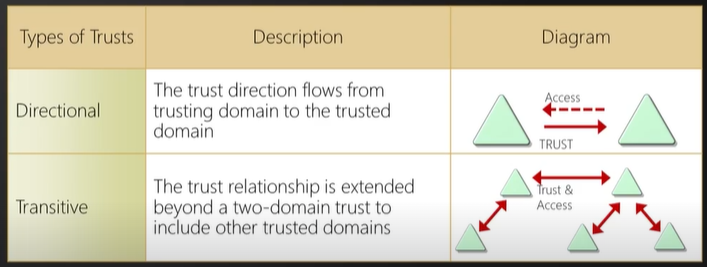 Types of Trusts
Description
Diagram
Directional
The trust direction flows from
trusting domain to the trusted
domain
Access
TRUST
Transitive
The trust relationship is extended
beyond a two-domain trust to
include other trusted domains
Trust &
Access